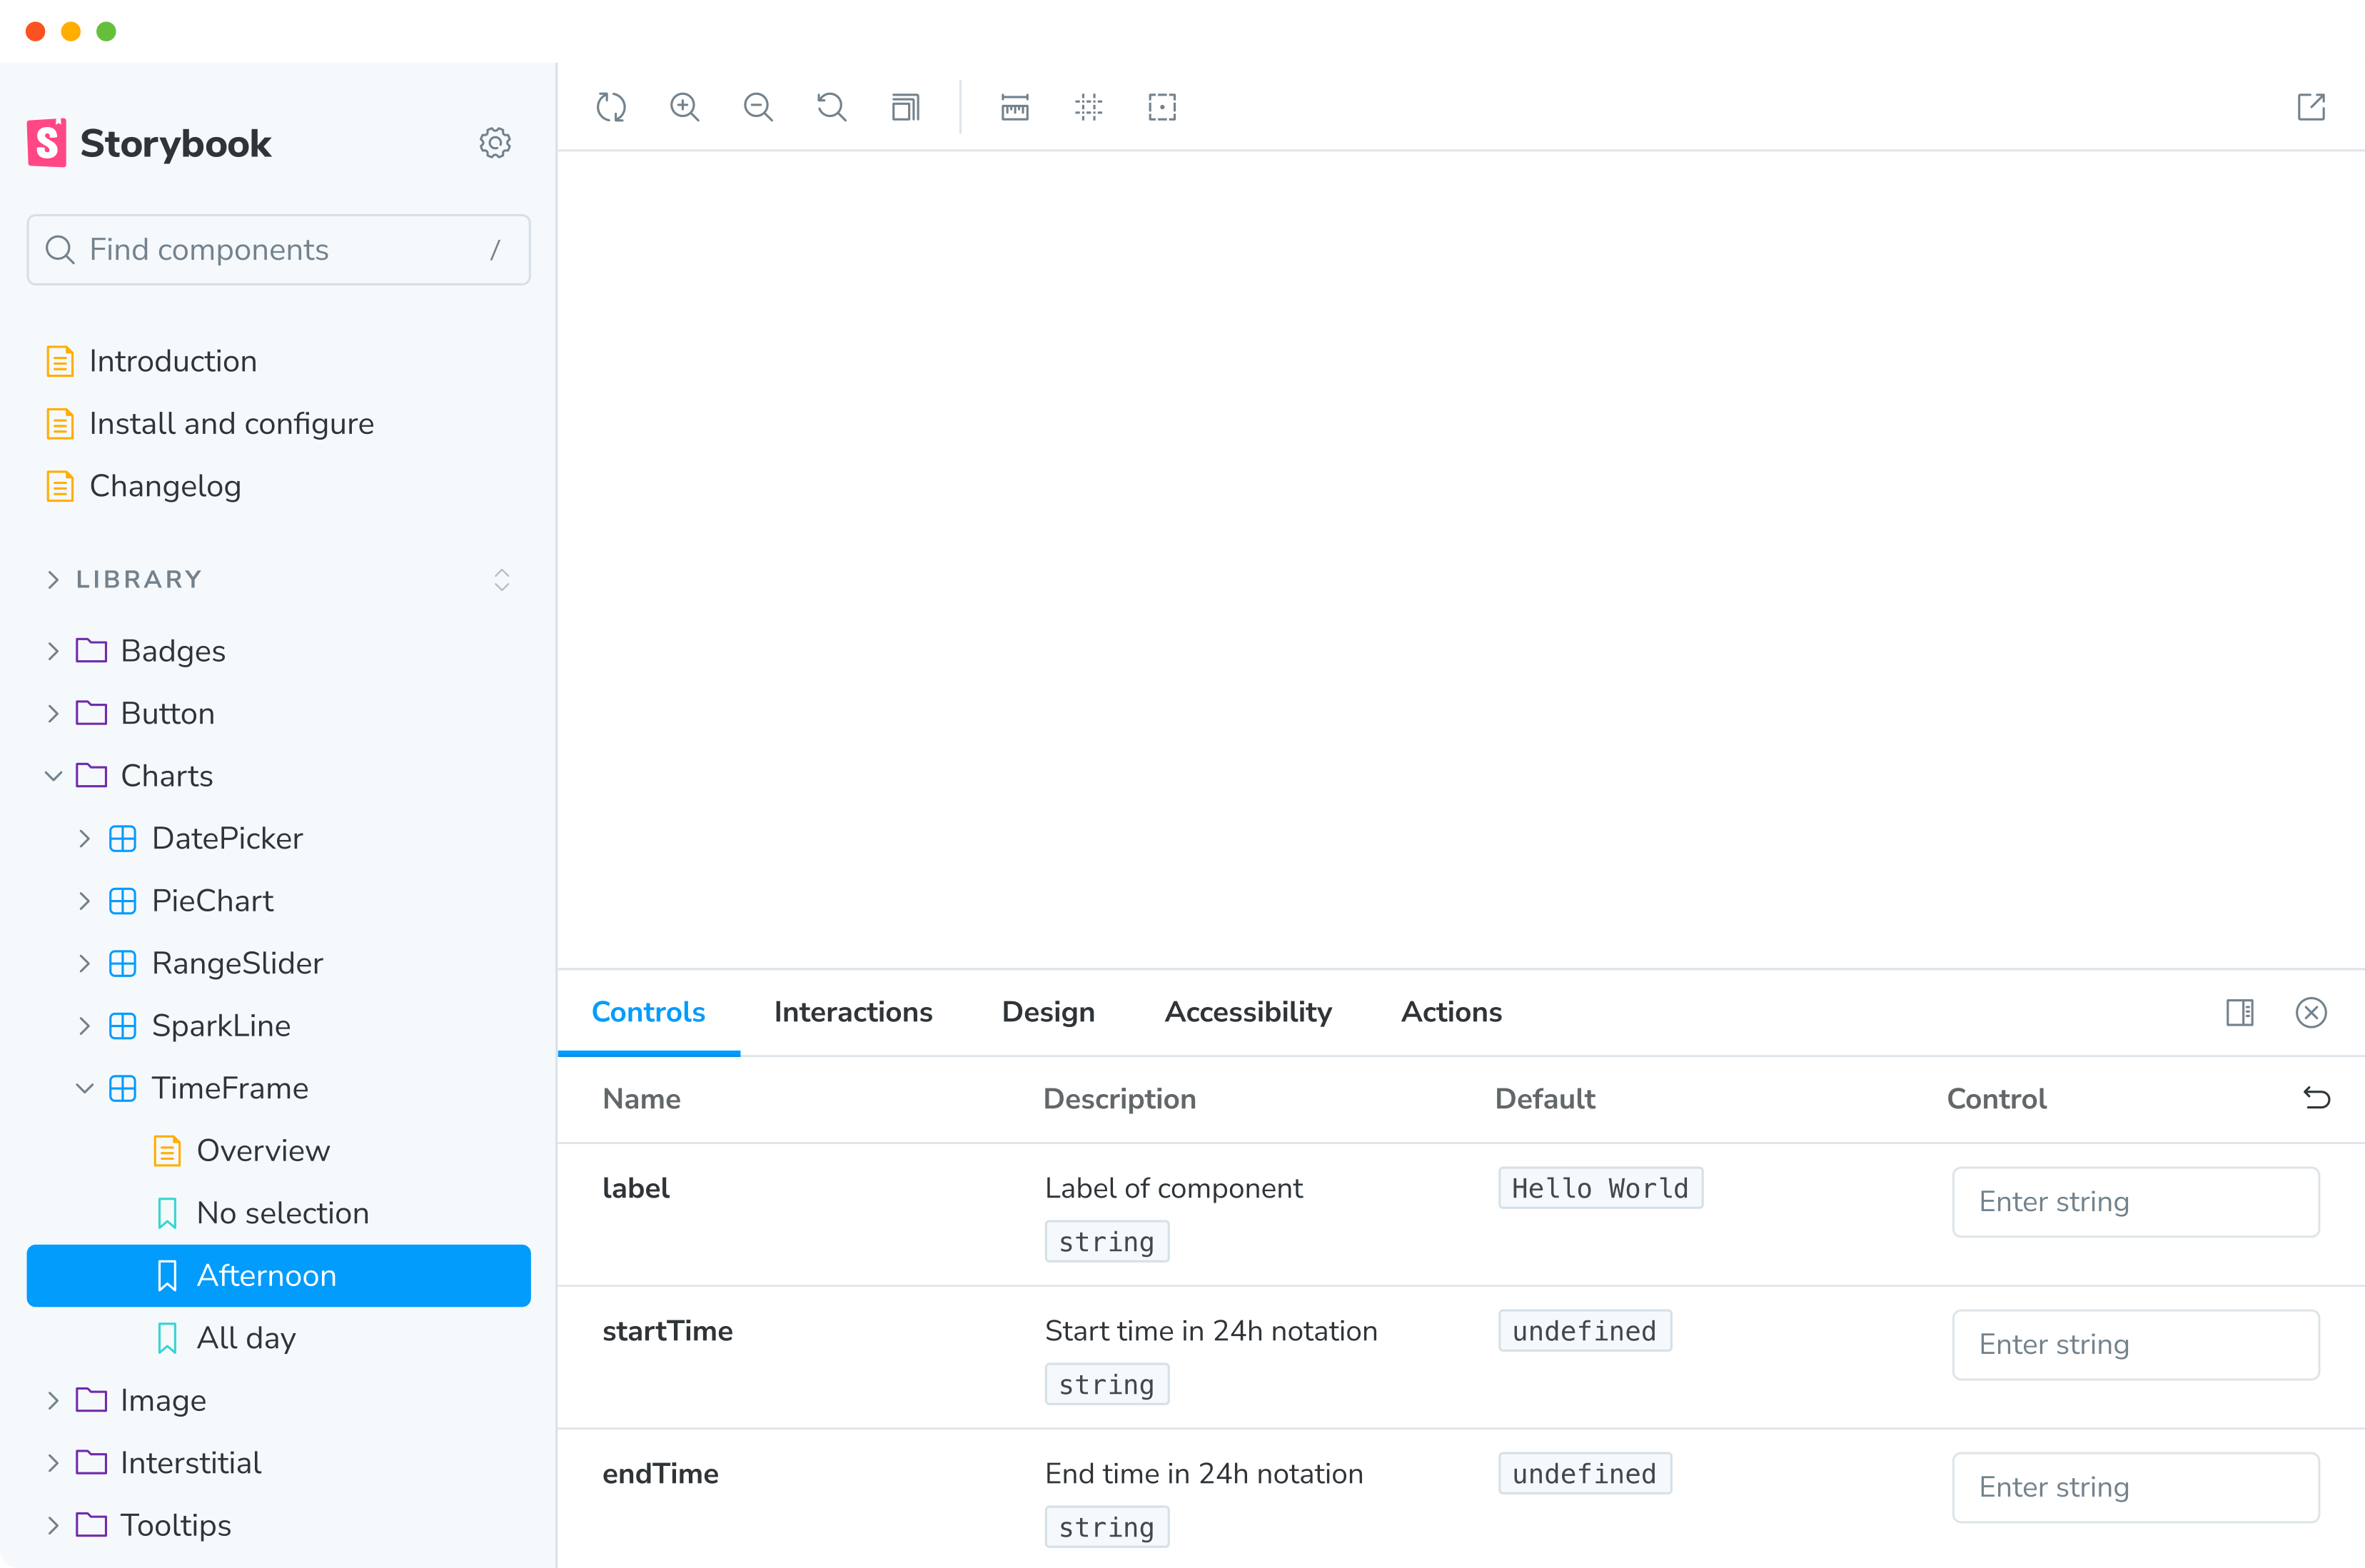 Storybook
Find components /
Introduction
Install and configure
Changelog
LIBRARY
Badges
Button
Charts
DatePicker
PieChart
RangeSlider
SparkLine
TimeFrame
Overview
No selection
Afternoon
All day
Image
Interstitial
Tooltips
Controls Interactions Design Accessibility Actions
Name Description Default Control
label Label of component Hello World Enter string
string
startTime Start time in 24h notation undefined Enter string
string
endTime End time in 24h notation undefined Enter string
string